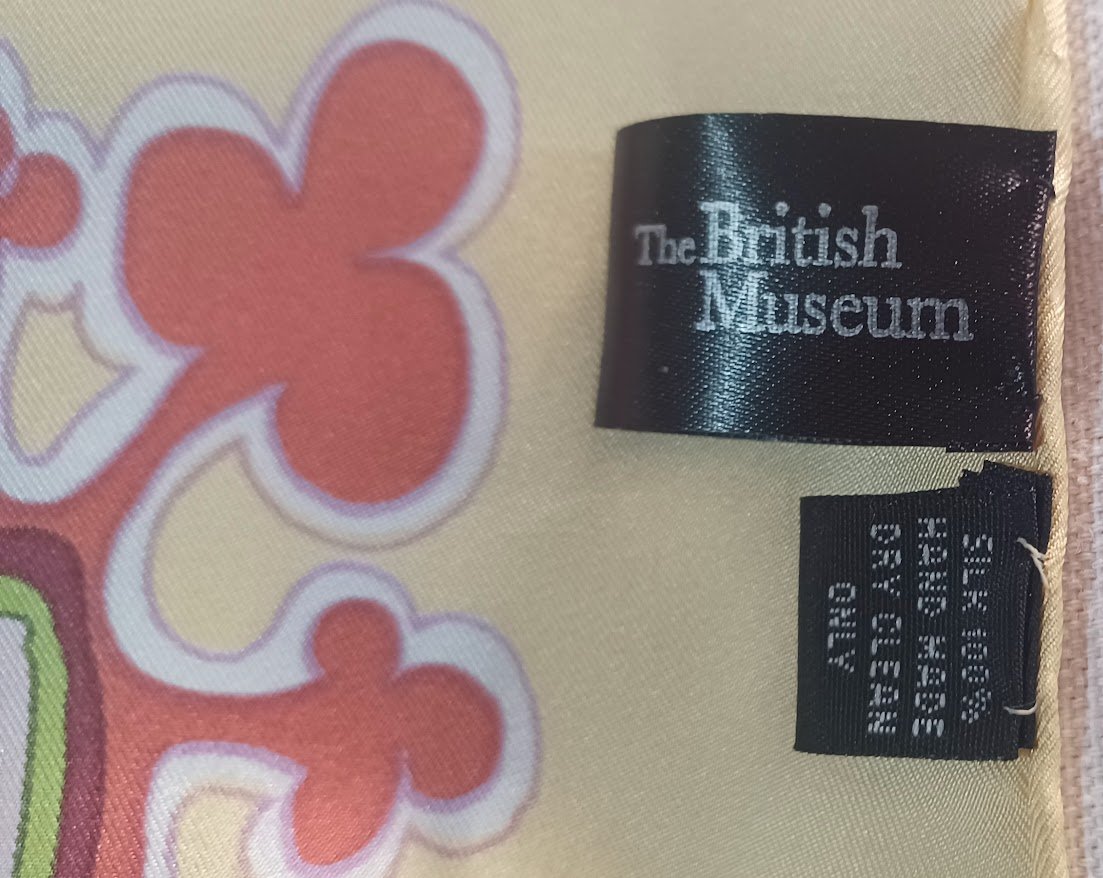 The British
Museum
SILK 100%
HAND MADE
DRY CLEAN
ONLY